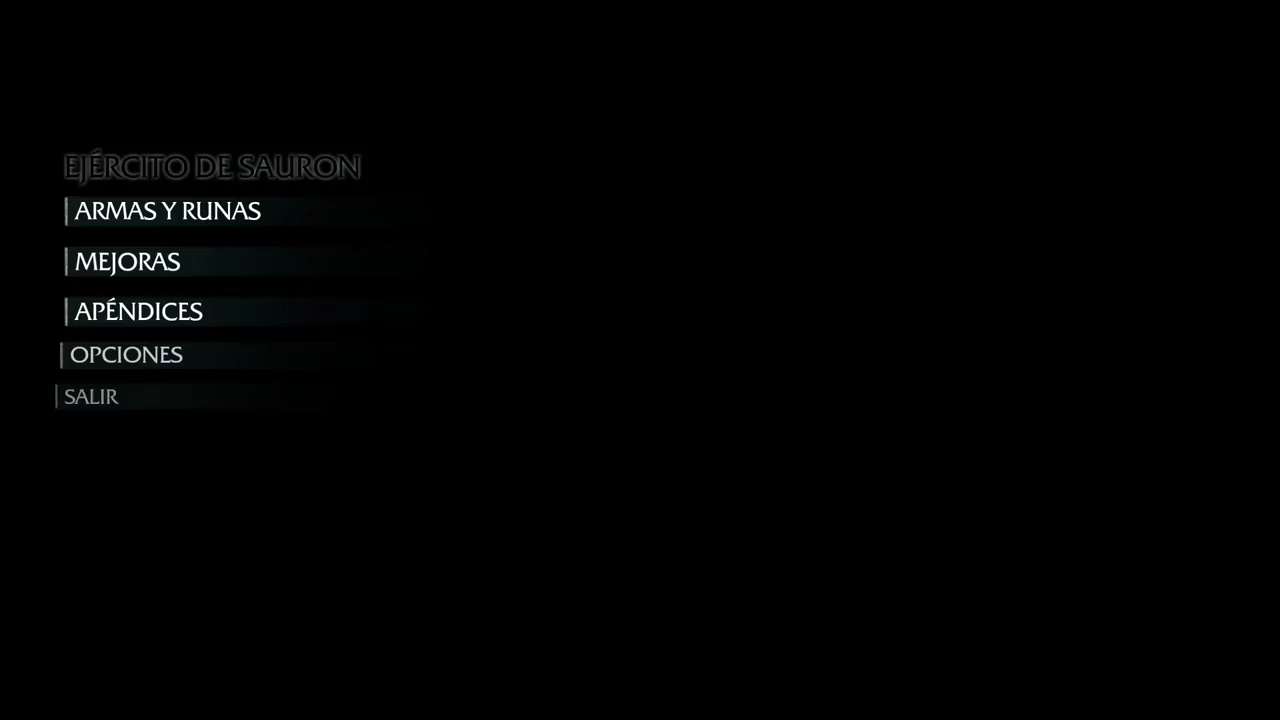 EJÉRCITO DE SAURON
ARMAS Y RUNAS
MEJORAS
APÉNDICES
OPCIONES
SALIR